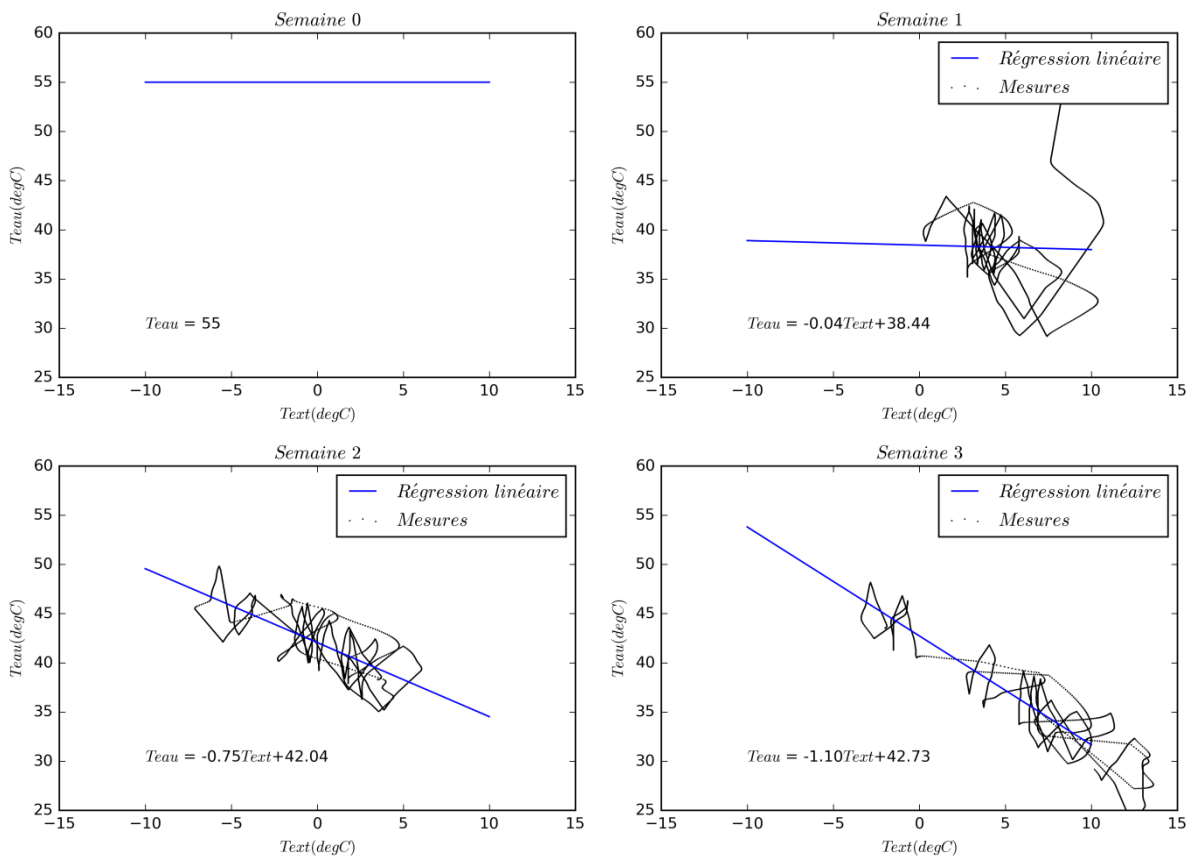 Semaine 0
60
55
50
45
40
35
30
25
Teau(degC)
Teau = 55
−15 −10 −5 0 5 10 15
Text(degC)
Semaine 1
60
55
50
45
40
35
30
25
Teau(degC)
Régression linéaire
Mesures
Teau = -0.04Text+38.44
−15 −10 −5 0 5 10 15
Text(degC)
Semaine 2
60
55
50
45
40
35
30
25
Teau(degC)
Régression linéaire
Mesures
Teau = -0.75Text+42.04
−15 −10 −5 0 5 10 15
Text(degC)
Semaine 3
60
55
50
45
40
35
30
25
Teau(degC)
Régression linéaire
Mesures
Teau = -1.10Text+42.73
−15 −10 −5 0 5 10 15
Text(degC)